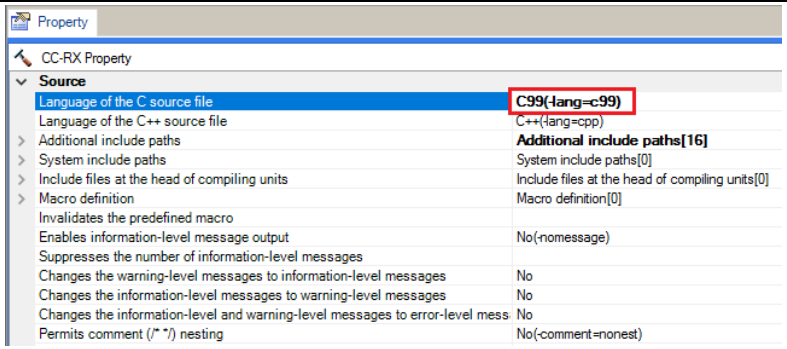 Property
CC-RX Property
Source
Language of the C source file C99(-lang=c99)
Language of the C++ source file C++(-lang=cpp)
Additional include paths Additional include paths[16]
System include paths System include paths[0]
Include files at the head of compiling units Include files at the head of compiling units[0]
Macro definition Macro definition[0]
Invalidates the predefined macro
Enables information-level message output No(-nomessage)
Suppresses the number of information-level messages
Changes the warning-level messages to information-level messages No
Changes the information-level messages to warning-level messages No
Changes the information-level and warning-level messages to error-level mess No
Permits comment (/* */) nesting No(-comment=nonest)